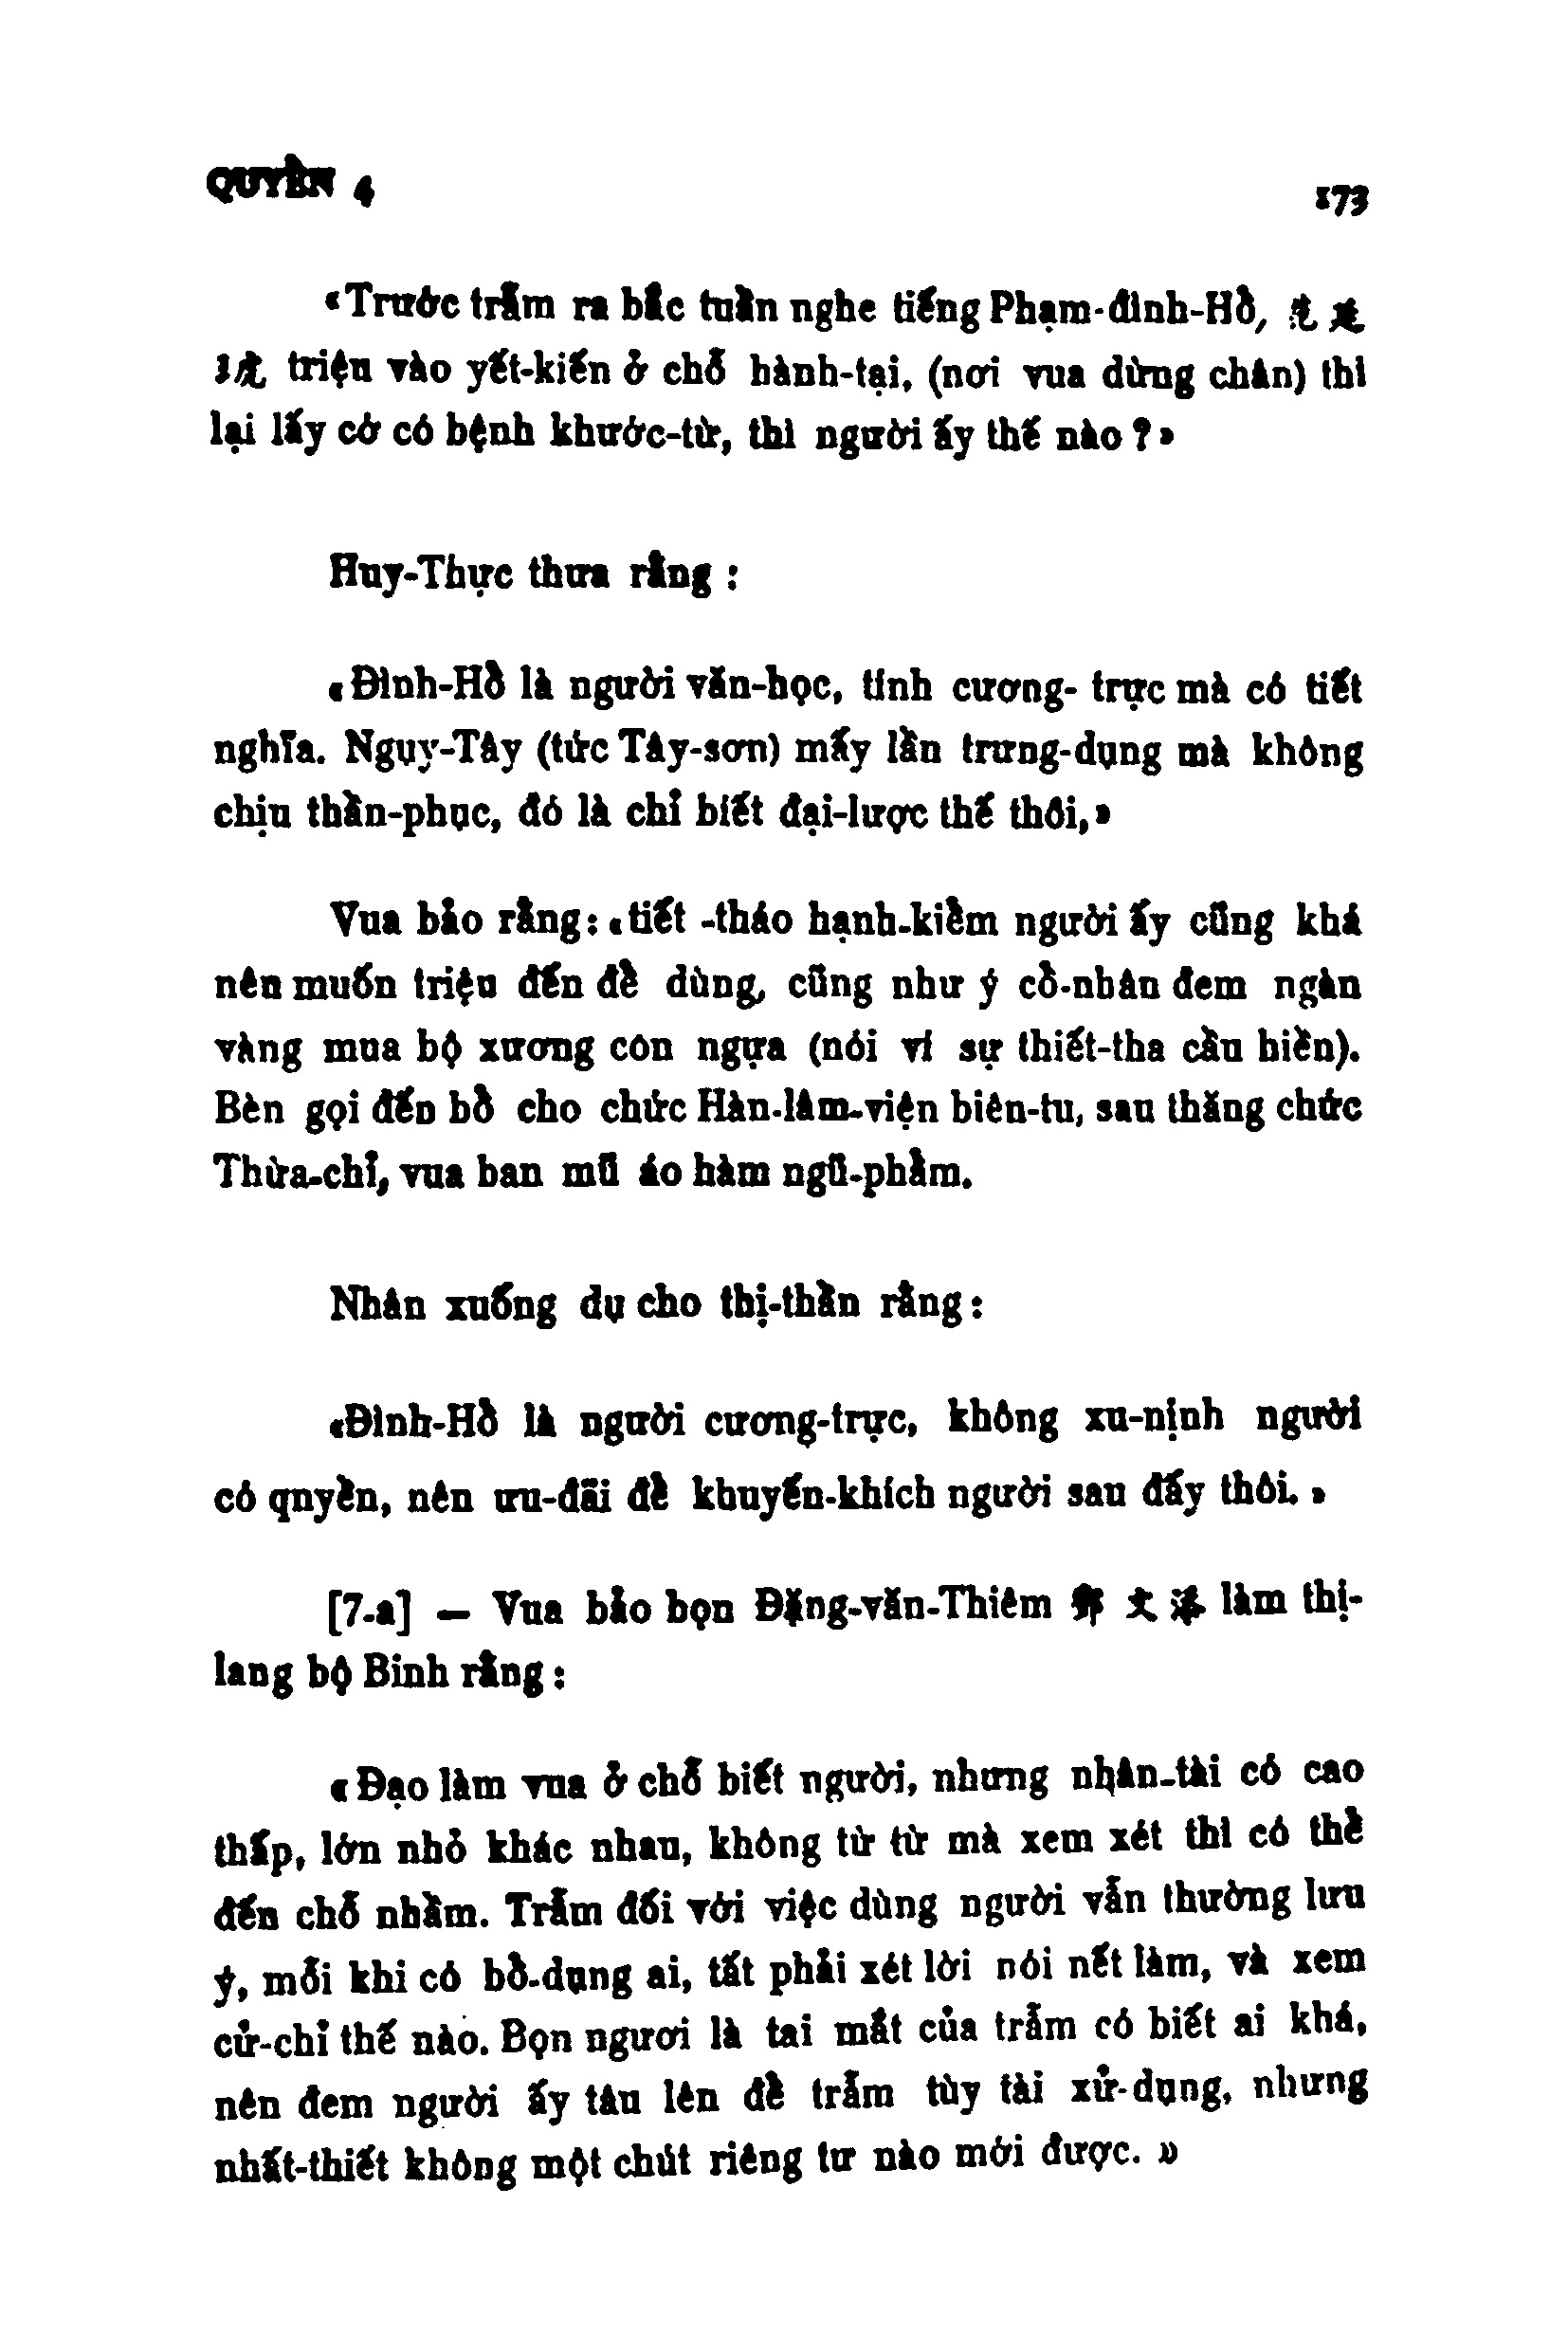 QUYỂN 4
173
«Trước trẫm ra bắc tuần nghe tiếng Phạm-đình-Hổ,
triệu vào yết-kiến ở chỗ hành-tại, (nơi vua dừng chân) thì
lại lấy cớ có bệnh khước-từ, thì người ấy thế nào ?»
Huy-Thực thưa rằng :
«Đình-Hổ là người văn-học, tính cương- trực mà có tiết
nghĩa. Ngụy-Tây (tức Tây-sơn) mấy lần trưng-dụng mà không
chịu thần-phục, đó là chỉ biết đại-lược thế thôi,»
Vua bảo rằng: «tiết -tháo hạnh-kiểm người ấy cũng khá
nên muốn triệu đến để dùng, cũng như ý cổ-nhân đem ngàn
vàng mua bộ xương con ngựa (nói ví sự thiết-tha cầu hiền).
Bèn gọi đến bổ cho chức Hàn-lâm-viện biên-tu, sau thăng chức
Thừa-chỉ, vua ban mũ áo hàm ngũ-phẩm.
Nhân xuống dụ cho thị-thần rằng :
«Đình-Hổ là người cương-trực, không xu-nịnh người
có qnyền, nên ưu-đãi để khuyến-khích người sau đấy thôi. »
[7-a] — Vua bảo bọn Đặng-văn-Thiêm 鄧 文 添 làm thị-
lang bộ Binh rằng :
« Đạo làm vua ở chỗ biết người, nhưng nhân-tài có cao
thấp, lớn nhỏ khác nhau, không từ từ mà xem xét thì có thể
đến chỗ nhầm. Trẫm đối với việc dùng người vẫn thường lưu
ý, mỗi khi có bổ-dụng ai, tất phải xét lời nói nết làm, và xem
cử-chỉ thế nào. Bọn ngươi là tai mắt của trẫm có biết ai khá,
nên đem người ấy tâu lên để trẫm tùy tài xử-dụng, nhưng
nhất-thiết không một chút riêng tư nào mới được. »